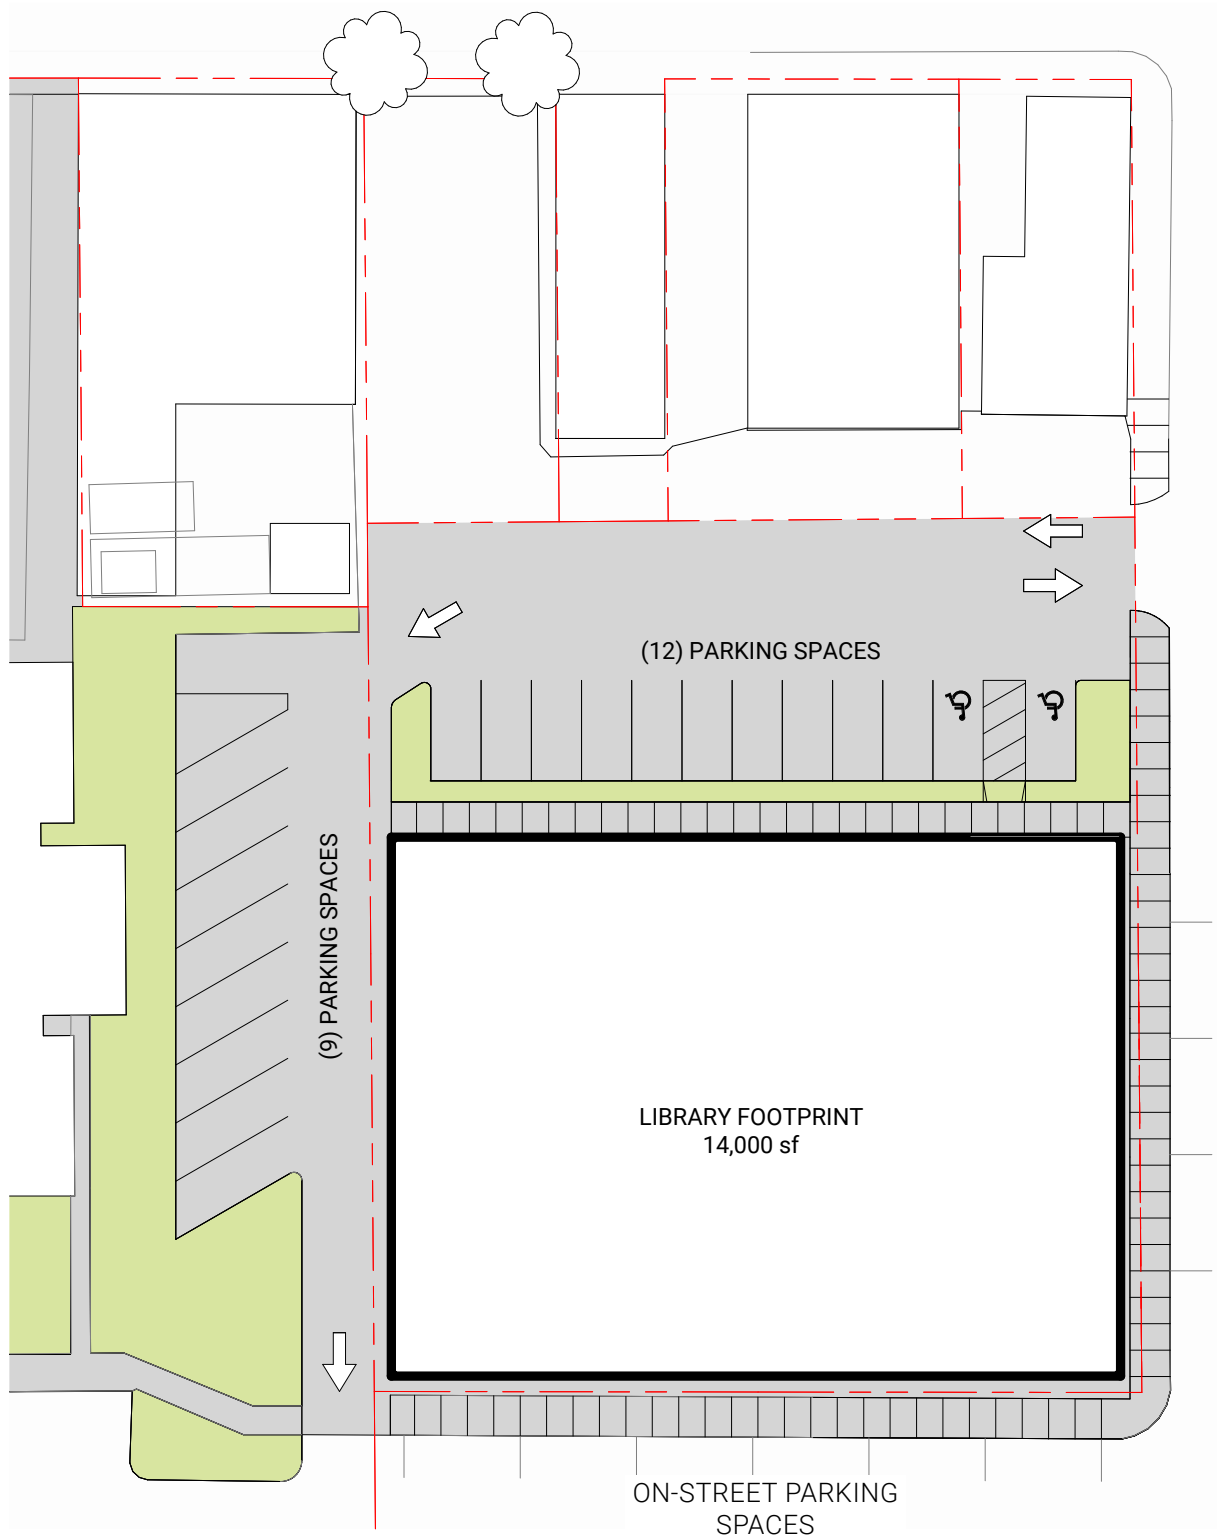 (12) PARKING SPACES
(9) PARKING SPACES
LIBRARY FOOTPRINT
14,000 sf
ON-STREET PARKING
SPACES